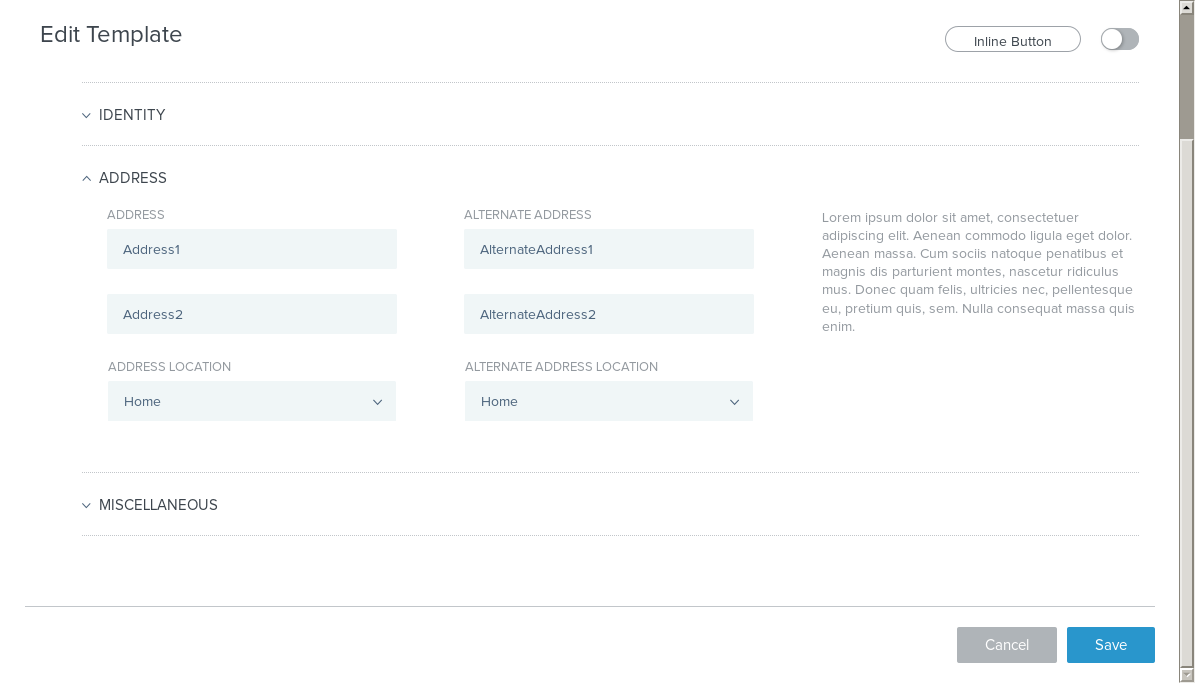 Edit Template
Inline Button
IDENTITY
ADDRESS
ADDRESS
Address1
Address2
ADDRESS LOCATION
Home
ALTERNATE ADDRESS
AlternateAddress1
AlternateAddress2
ALTERNATE ADDRESS LOCATION
Home
Lorem ipsum dolor sit amet, consectetuer
adipiscing elit. Aenean commodo ligula eget dolor.
Aenean massa. Cum sociis natoque penatibus et
magnis dis parturient montes, nascetur ridiculus
mus. Donec quam felis, ultricies nec, pellentesque
eu, pretium quis, sem. Nulla consequat massa quis
enim.
MISCELLANEOUS
Cancel
Save